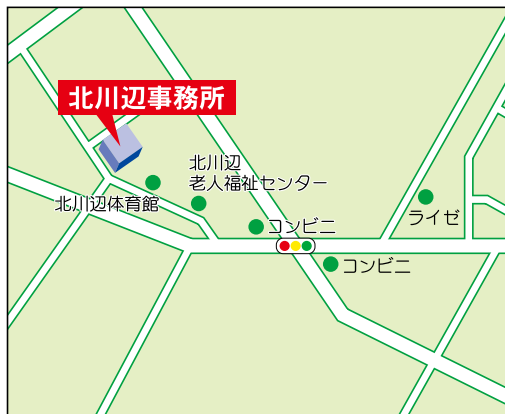 北川辺事務所
北川辺
老人福祉センター
北川辺体育館
コンビニ
ライゼ
コンビニ